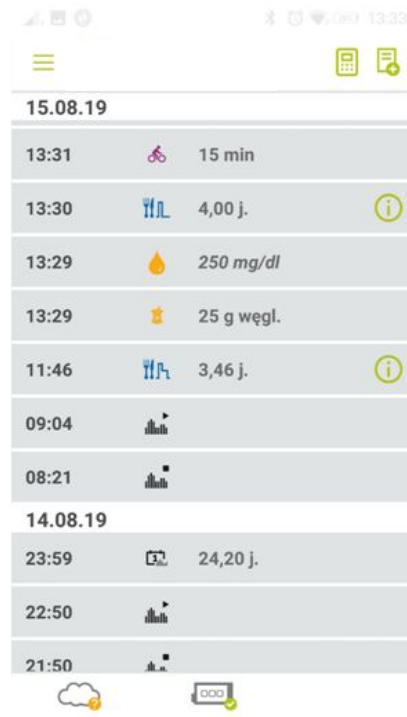 13:33
15.08.19
13:31 15 min
13:30 4,00 j.
13:29 250 mg/dl
13:29 25 g węgl.
11:46 3,46 j.
09:04
08:21
14.08.19
23:59 24,20 j.
22:50
21:50